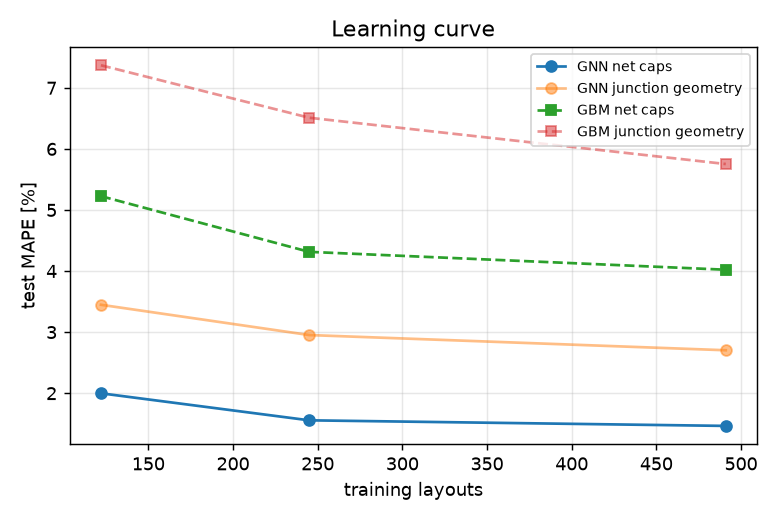 Learning curve
GNN net caps
GNN junction geometry
GBM net caps
GBM junction geometry
7
6
5
4
3
2
test MAPE [%]
150 200 250 300 350 400 450 500
training layouts